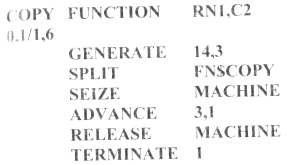 COPY FUNCTION RN1,C2
0,1/1,6
GENERATE 14,3
SPLIT FN$COPY
SEIZE MACHINE
ADVANCE 3,1
RELEASE MACHINE
TERMINATE 1